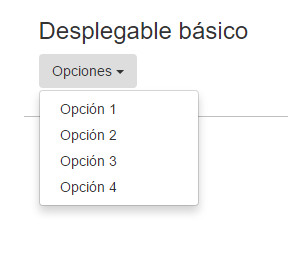 Desplegable básico
Opciones
Opción 1
Opción 2
Opción 3
Opción 4